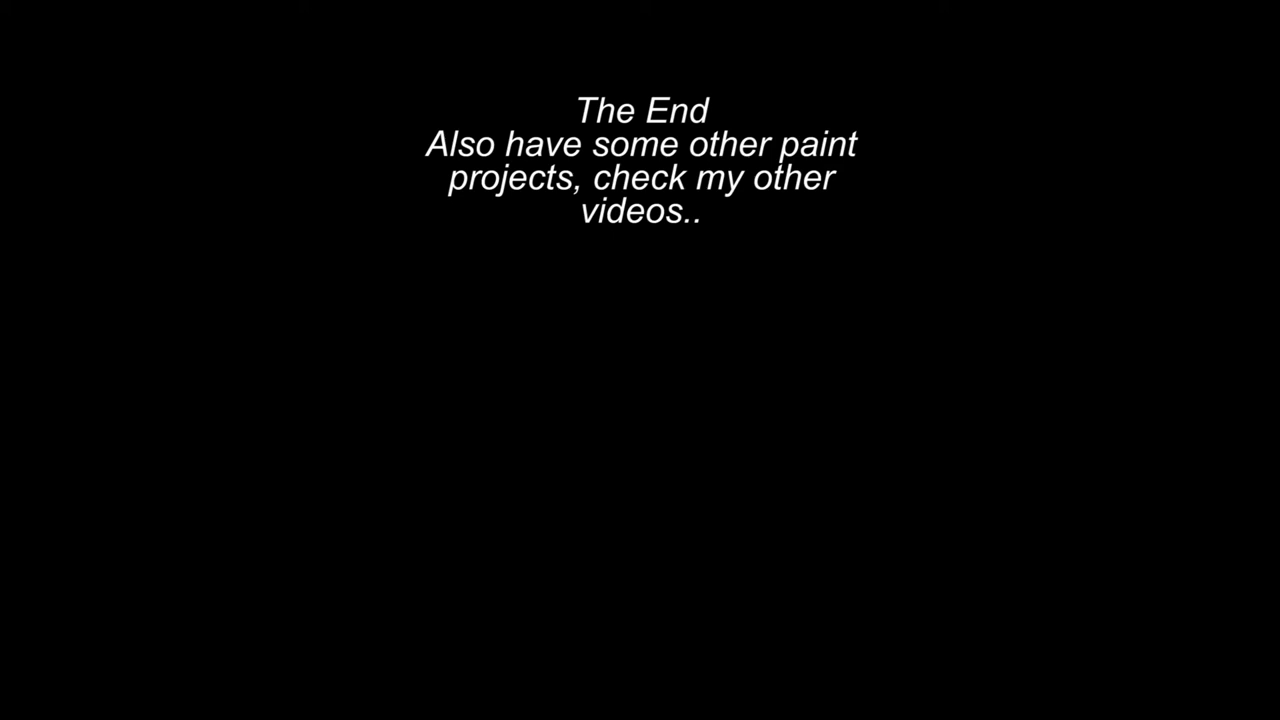 The End
Also have some other paint
projects, check my other
videos..